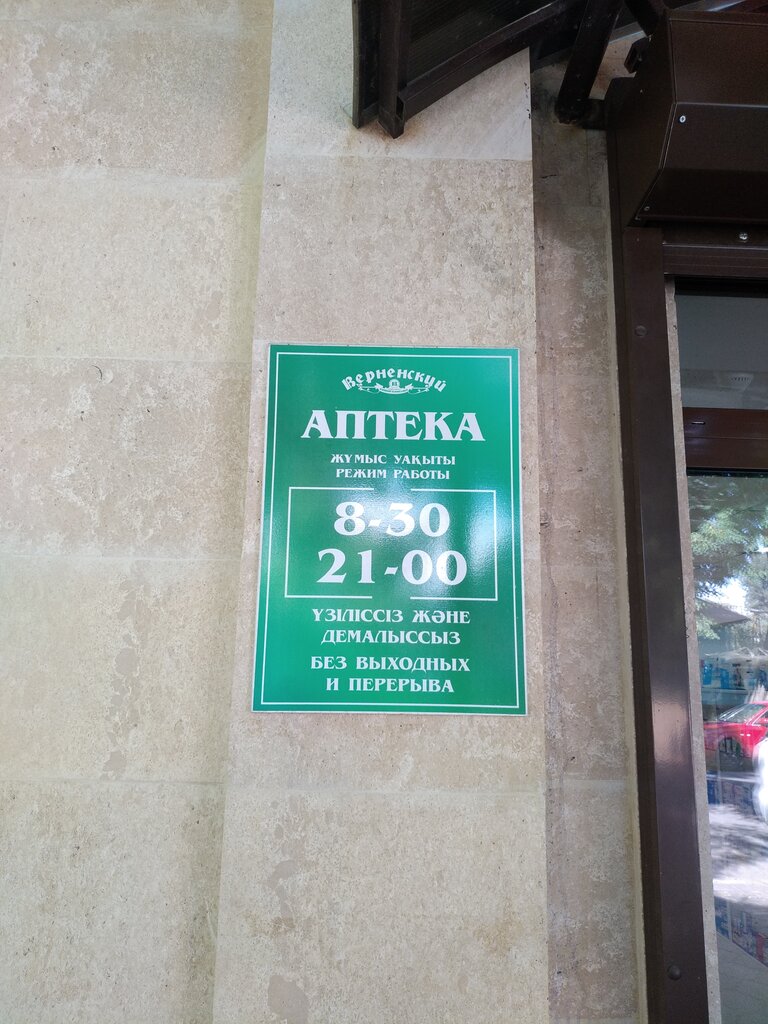 Верненский
АПТЕКА
ЖҰМЫС УАҚЫТЫ
РЕЖИМ РАБОТЫ
8-30
21-00
ҮЗІЛІССІЗ ЖӘНЕ
ДЕМАЛЫССЫЗ
БЕЗ ВЫХОДНЫХ
И ПЕРЕРЫВА